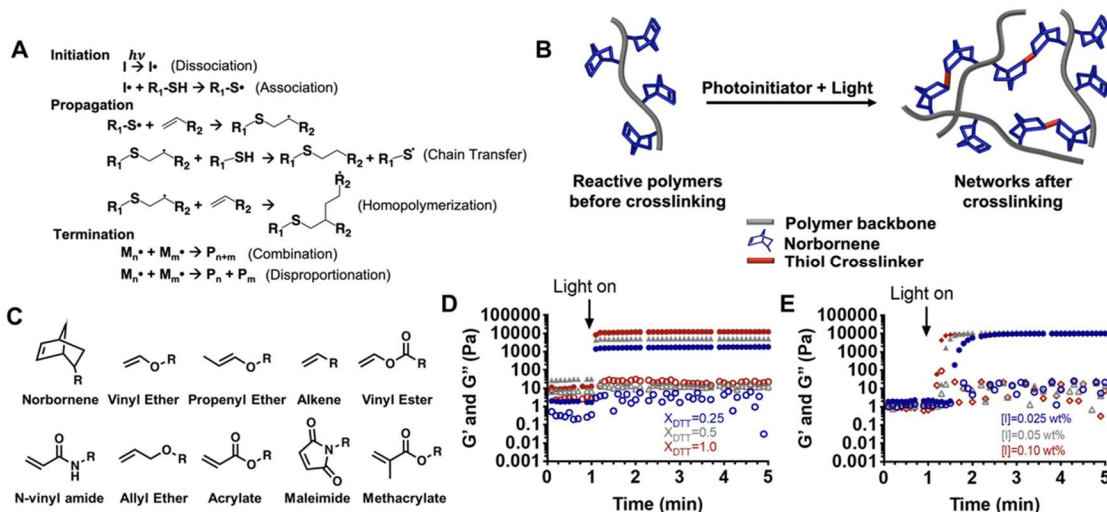 A
Initiation
hν
I → I• (Dissociation)
I• + R1-SH → R1-S• (Association)
Propagation
R1-S• + R2 → R1 S R2
R1 S R2 + R1 SH → R1 S R2 + R1 S• (Chain Transfer)
R1 S R2 + R2 → R1 S R2 R2 (Homopolymerization)
Termination
Mn• + Mm• → Pn+m (Combination)
Mn• + Mm• → Pn + Pm (Disproportionation)
B
Photoinitiator + Light
Reactive polymers
before crosslinking
Networks after
crosslinking
Polymer backbone
Norbornene
Thiol Crosslinker
C
R
O R
O R
R
O O R
Norbornene
Vinyl Ether
Propenyl Ether
Alkene
Vinyl Ester
O N H R
O R
O O R
O N R O
O O R
N-vinyl amide
Allyl Ether
Acrylate
Maleimide
Methacrylate
D
Light on
G' and G" (Pa)
100000
10000
1000
100
10
1
0.1
0.01
0.001
XDTT=0.25
XDTT=0.5
XDTT=1.0
0 1 2 3 4 5
Time (min)
E
Light on
G' and G" (Pa)
100000
10000
1000
100
10
1
0.1
0.01
0.001
[I]=0.025 wt%
[I]=0.05 wt%
[I]=0.10 wt%
0 1 2 3 4 5
Time (min)